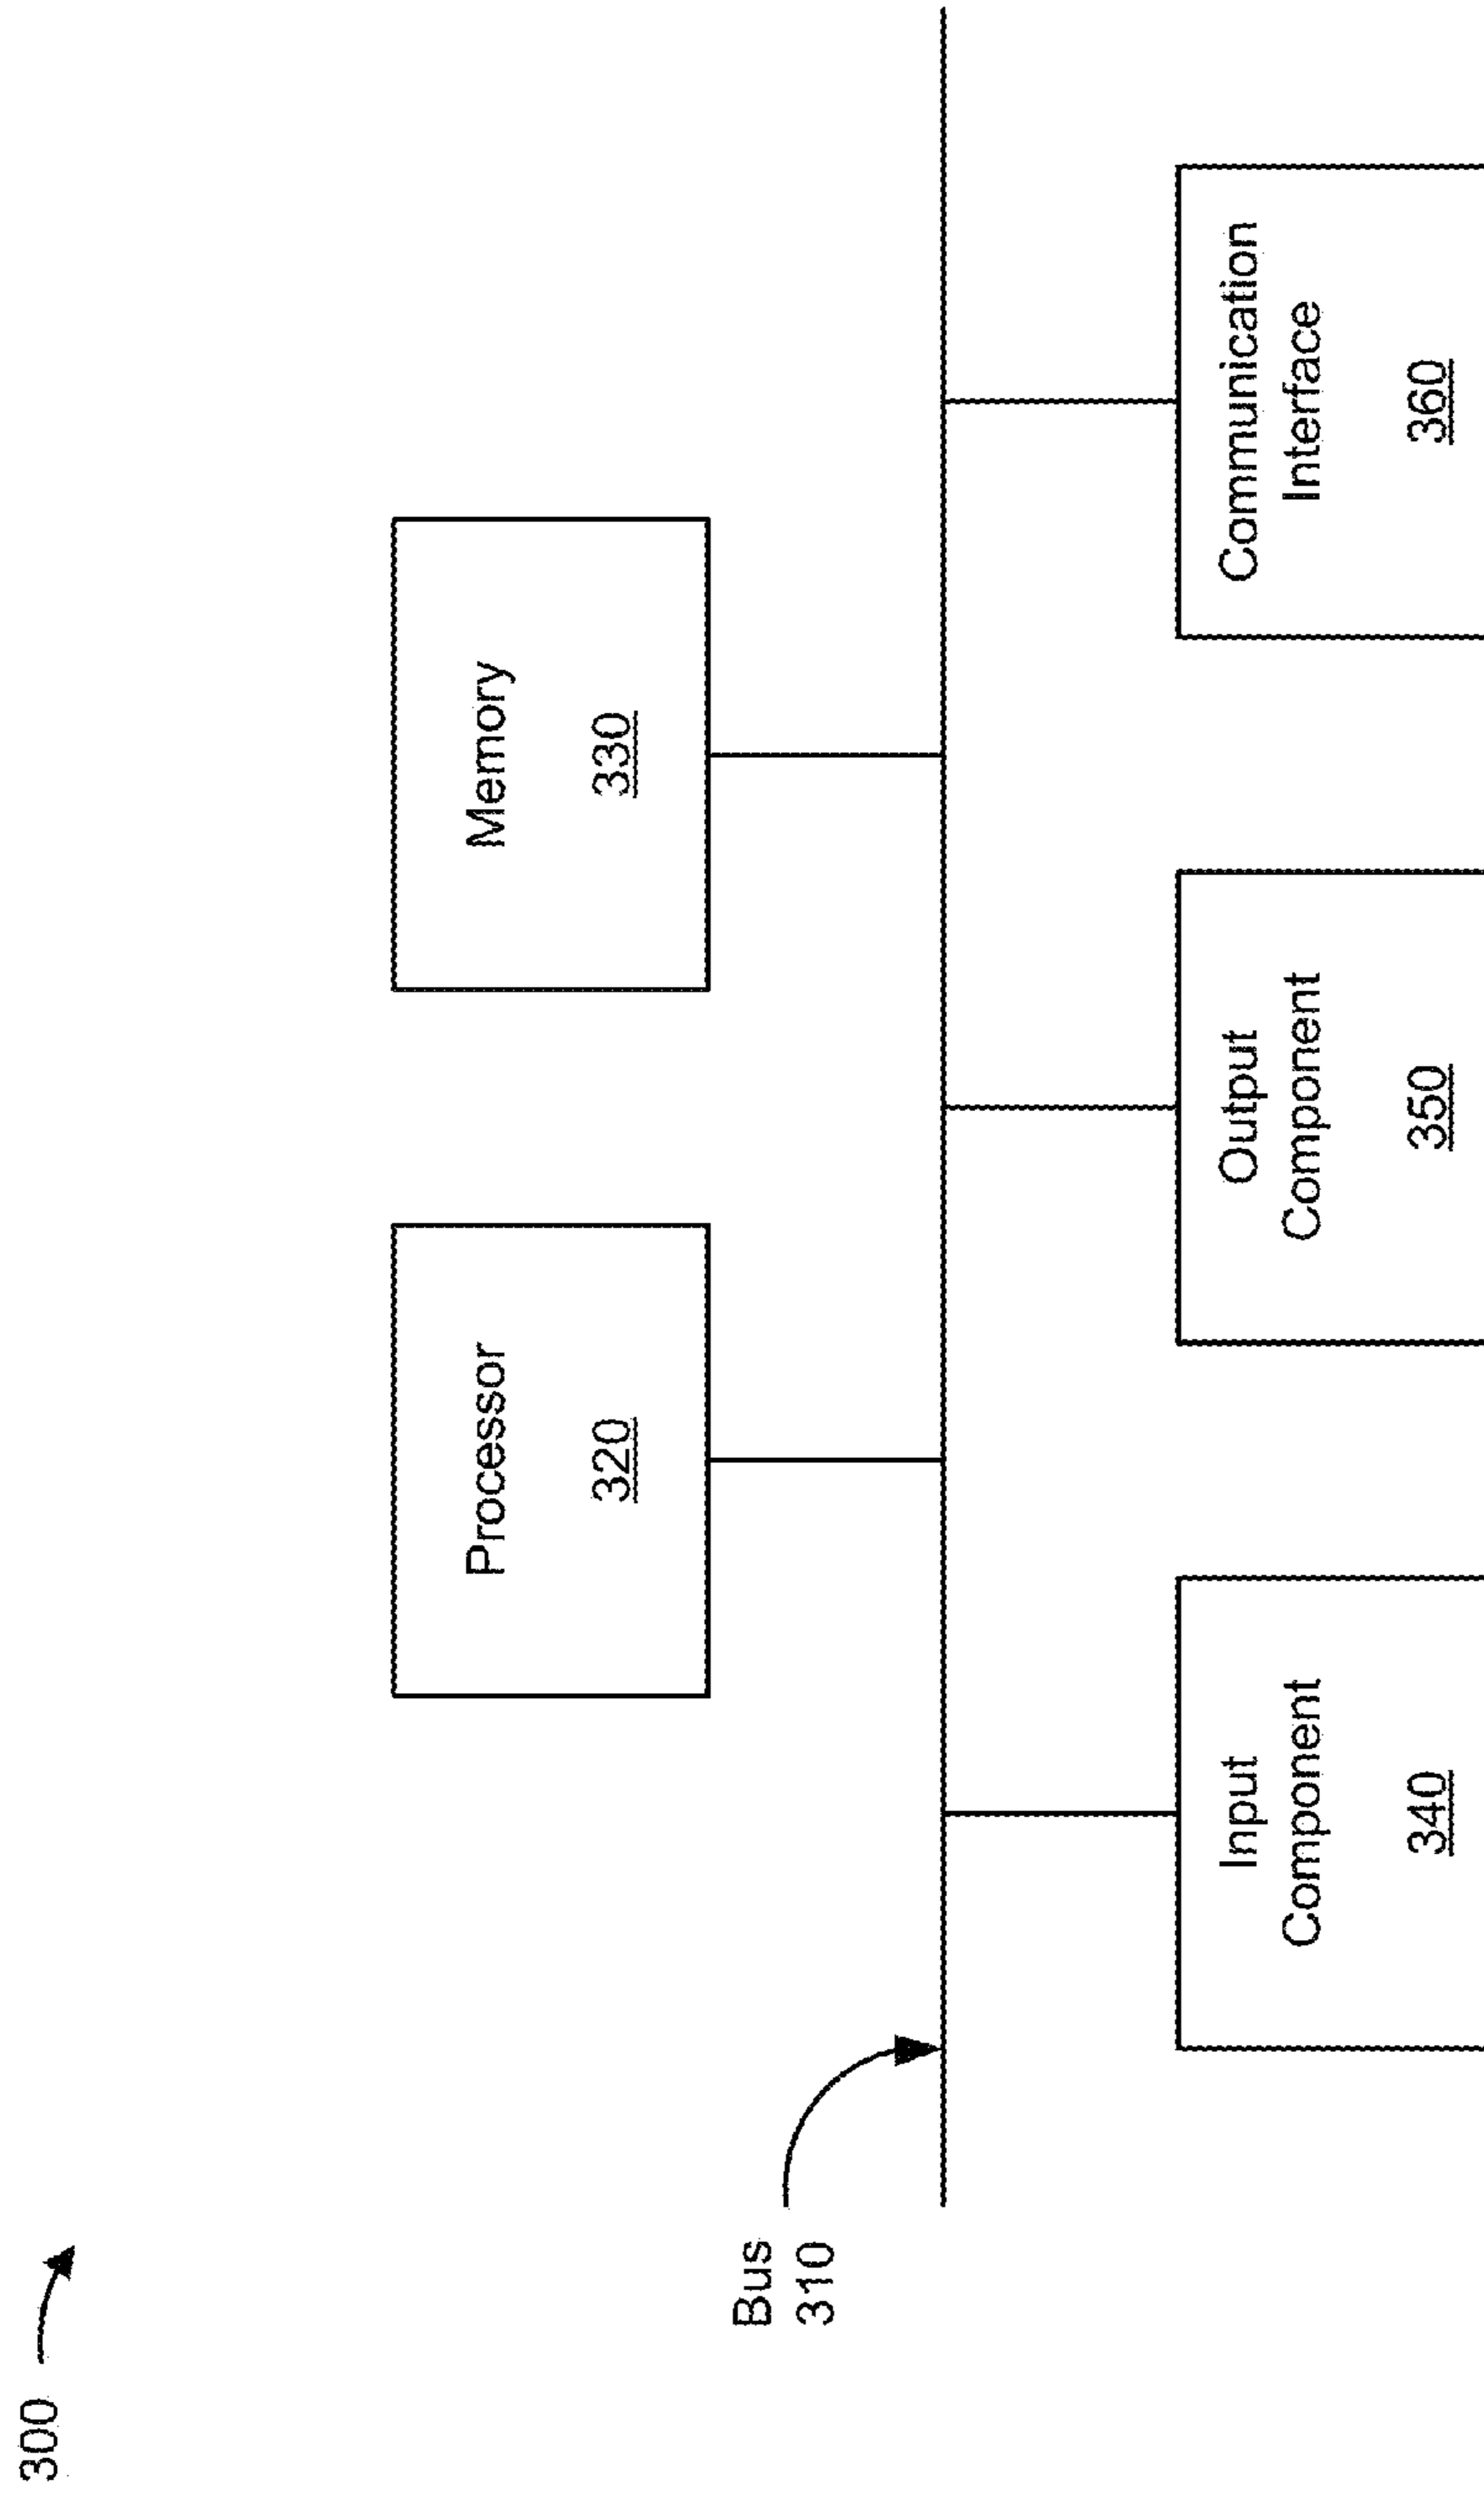 300
Bus
310
Processor
320
Memory
330
Input
Component
340
Output
Component
350
Communication
Interface
360